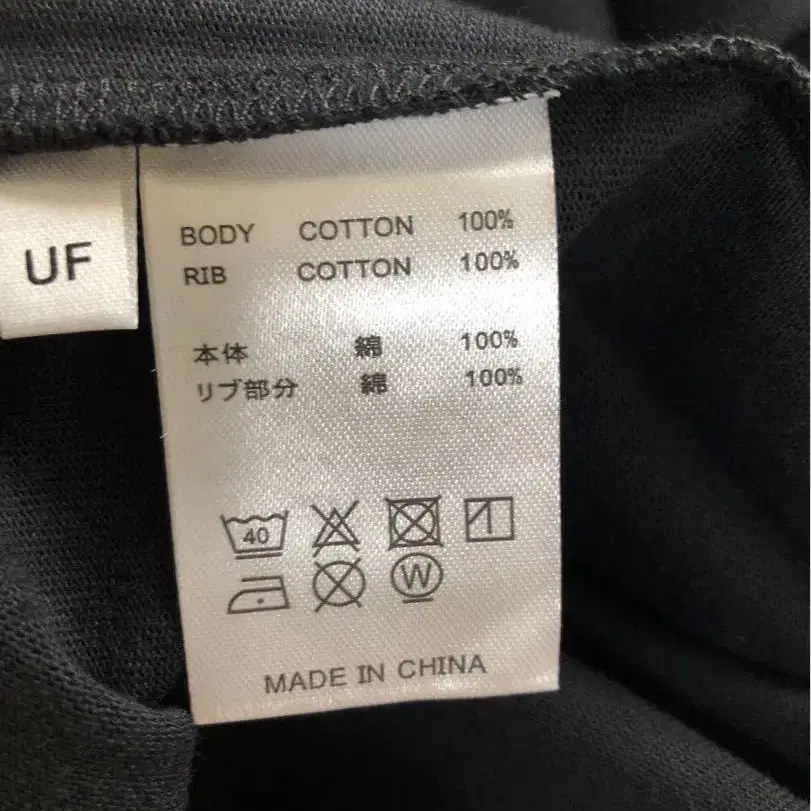 UF
BODY COTTON 100%
RIB COTTON 100%
本体 綿 100%
リブ部分 綿 100%
40
W
MADE IN CHINA